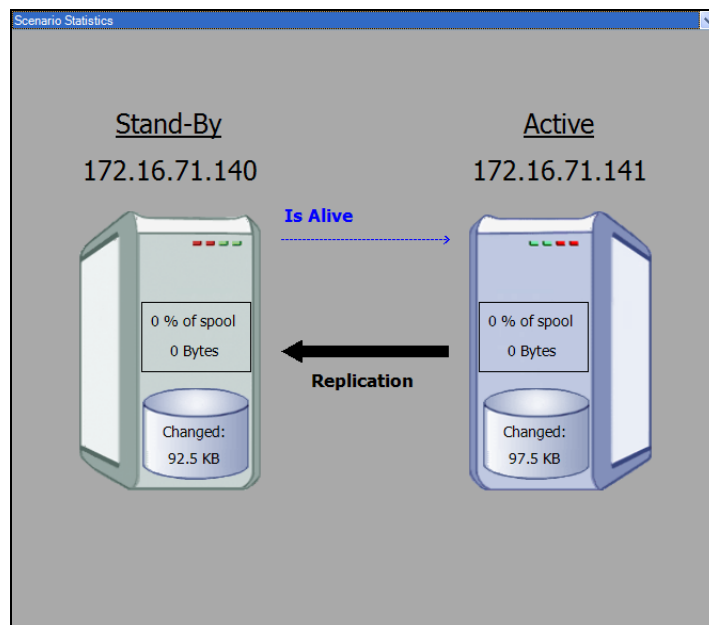 Scenario Statistics
Stand-By
172.16.71.140
Active
172.16.71.141
Is Alive
0 % of spool
0 Bytes
0 % of spool
0 Bytes
Replication
Changed:
92.5 KB
Changed:
97.5 KB